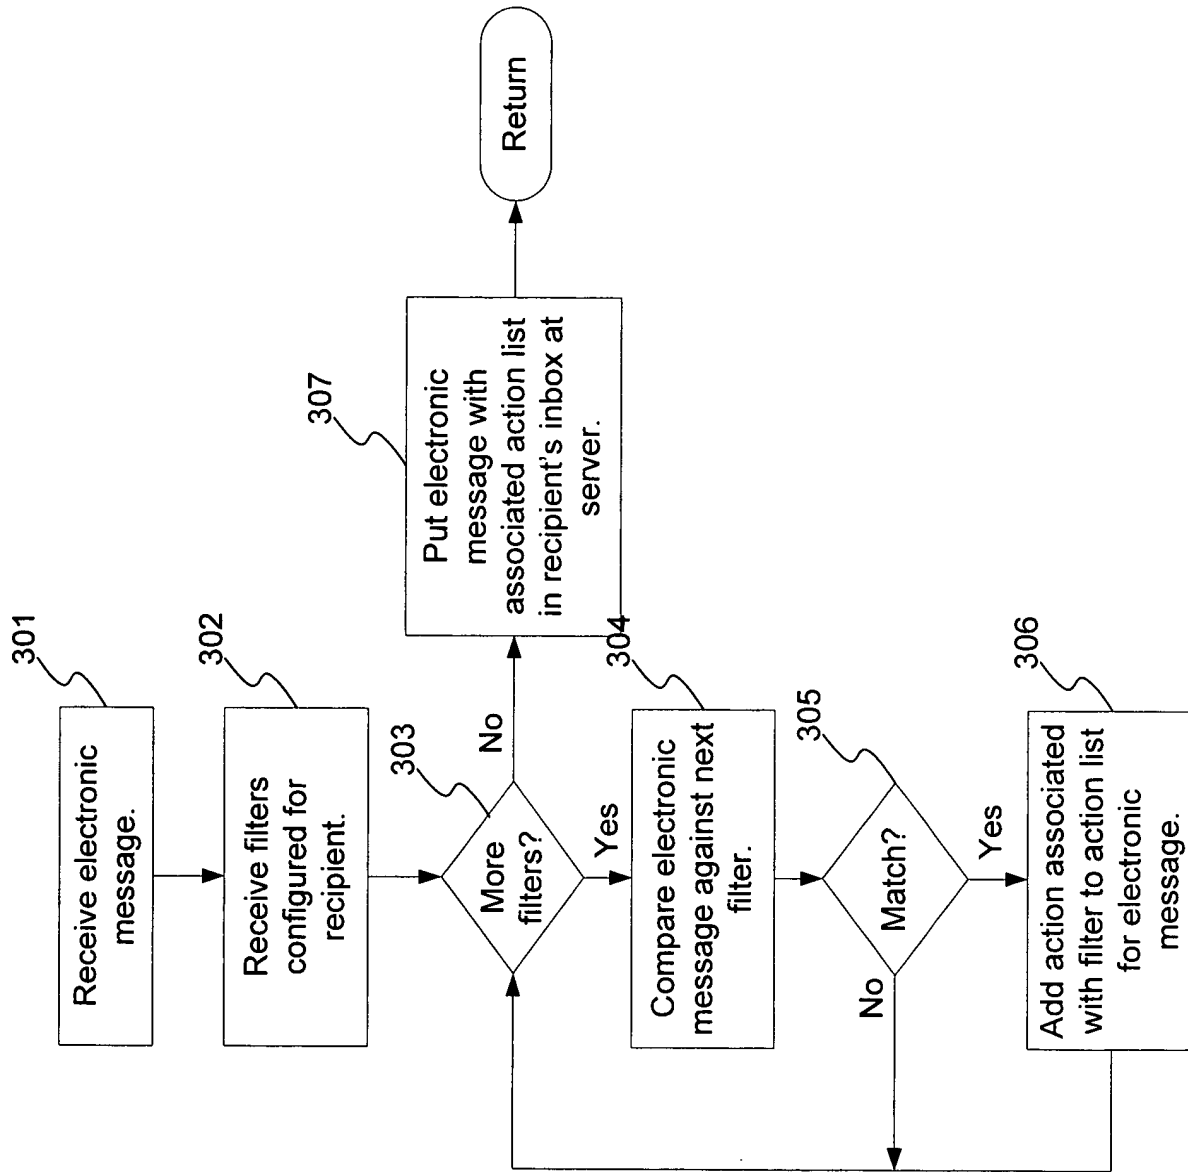 301
Receive electronic
message.
302
Receive filters
configured for
recipient.
303
More
filters?
No
Yes
307
Put electronic
message with
associated action list
in recipient's inbox at
server.
Return
304
Compare electronic
message against next
filter.
305
Match?
No
Yes
306
Add action associated
with filter to action list
for electronic
message.